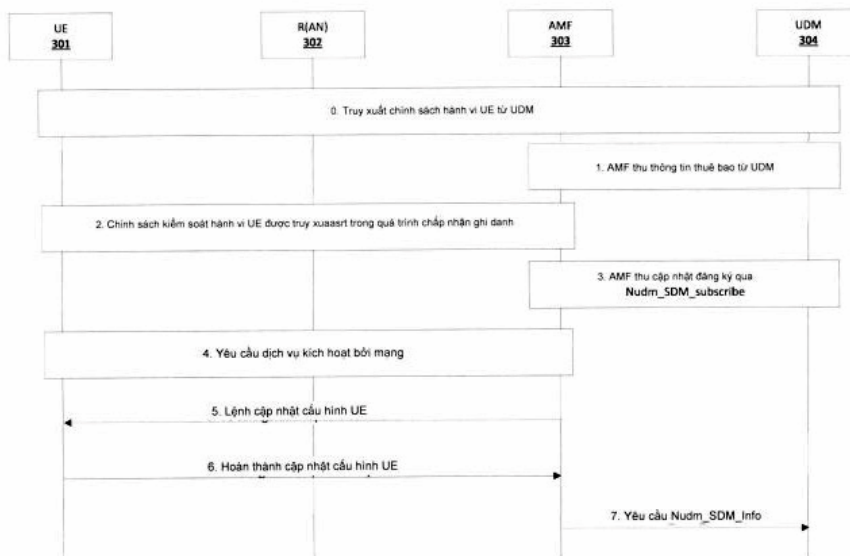 UE
301
R(AN)
302
AMF
303
UDM
304
0. Truy xuất chính sách hành vi UE từ UDM
1. AMF thu thông tin thuê bao từ UDM
2. Chính sách kiểm soát hành vi UE được truy xuaasrt trong quá trình chấp nhận ghi danh
3. AMF thu cập nhật đăng ký qua
Nudm_SDM_subscribe
4. Yêu cầu dịch vụ kích hoạt bởi mạng
5. Lệnh cập nhật cấu hình UE
6. Hoàn thành cập nhật cấu hình UE
7. Yêu cầu Nudm_SDM_Info